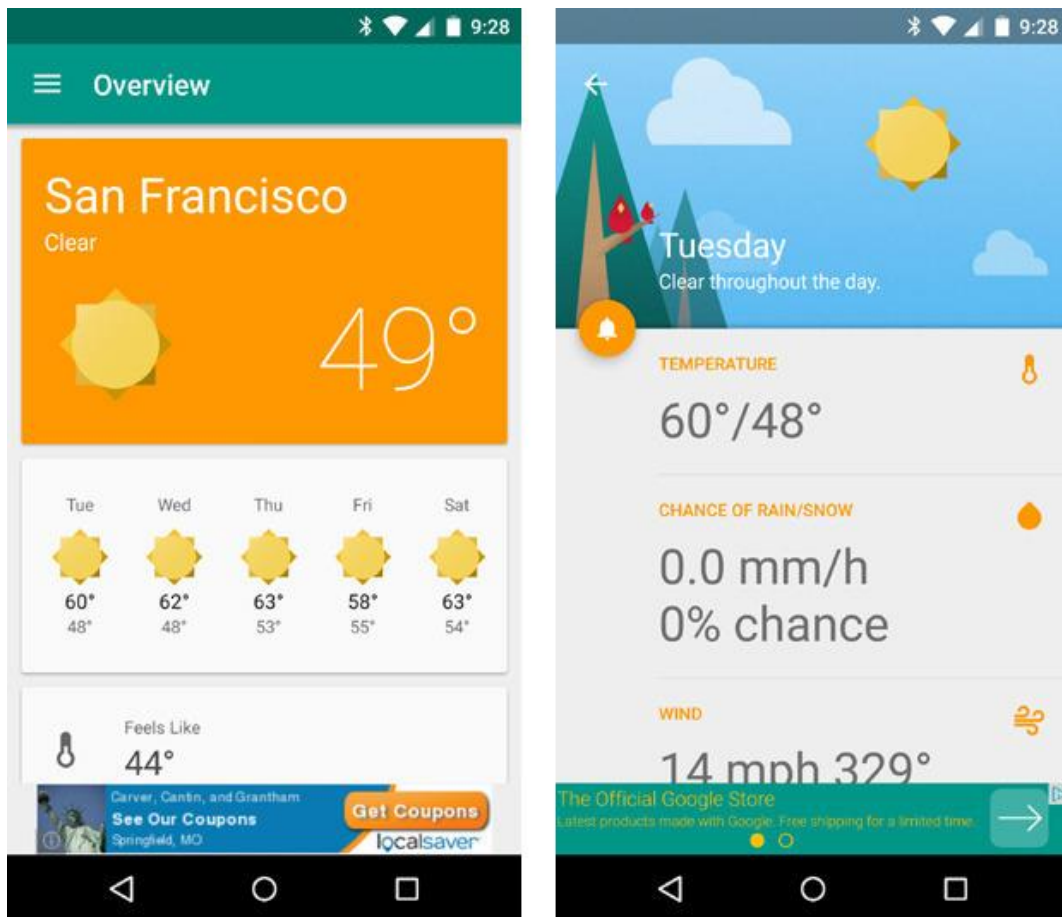 9:28
Overview
San Francisco
Clear
49°
Tue Wed Thu Fri Sat
60° 62° 63° 58° 63°
48° 48° 53° 55° 54°
Feels Like
44°
Carver, Cantin, and Grantham
See Our Coupons
Springfield, MO
Get Coupons
localsaver
9:28
Tuesday
Clear throughout the day.
TEMPERATURE
60°/48°
CHANCE OF RAIN/SNOW
0.0 mm/h
0% chance
WIND
14 mph 329°
The Official Google Store
Latest products made with Google. Free shipping for a limited time.